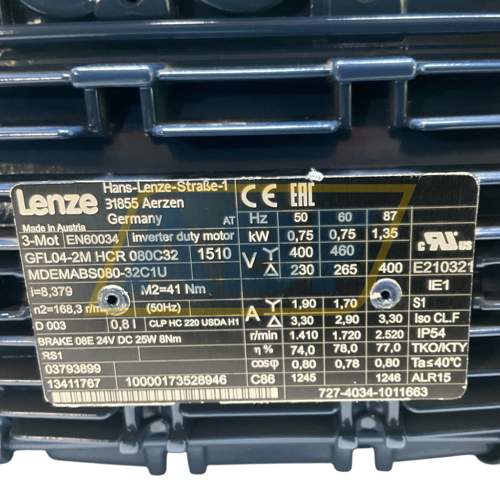 Lenze
Hans-Lenze-Straße-1
31855 Aerzen
Germany
Made in Austria
AT
CE EAC
Hz 50 60 87
3-Mot EN60034 inverter duty motor kW 0,75 0,75 1,35
GFL04-2M HCR 080C32 1510 V Y 400 460
MDEMABS080-32C1U Δ 230 265 400
c RU us
E210321
i=8,379 M2=41 Nm IE1
n2=168,3 r/m (50Hz) A Y 1,90 1,70 S1
D 003 0,8 l CLP HC 220 USDA H1 Δ 3,30 2,90 3,30 Iso CLF
BRAKE 08E 24V DC 25W 8Nm r/min 1.410 1.720 2.520 IP54
RS1 η % 74,0 78,0 77,0 TKO/KTY
03793899 cosφ 0,80 0,78 0,80 Ta≤40°C
13411767 10000173528946 C86 1245 1246 ALR15
727-4034-1011663